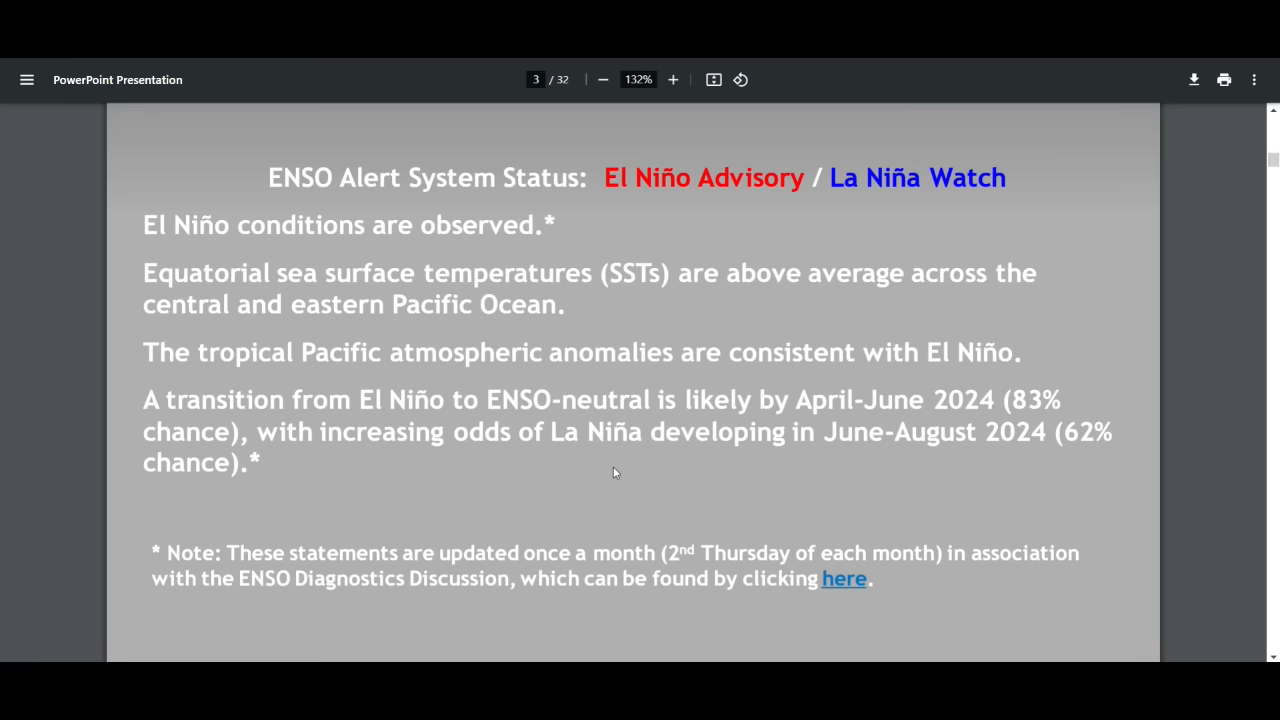 PowerPoint Presentation
3 / 32
132%
ENSO Alert System Status: El Niño Advisory / La Niña Watch
El Niño conditions are observed.*
Equatorial sea surface temperatures (SSTs) are above average across the
central and eastern Pacific Ocean.
The tropical Pacific atmospheric anomalies are consistent with El Niño.
A transition from El Niño to ENSO-neutral is likely by April-June 2024 (83%
chance), with increasing odds of La Niña developing in June-August 2024 (62%
chance).*
* Note: These statements are updated once a month (2nd Thursday of each month) in association
with the ENSO Diagnostics Discussion, which can be found by clicking here.